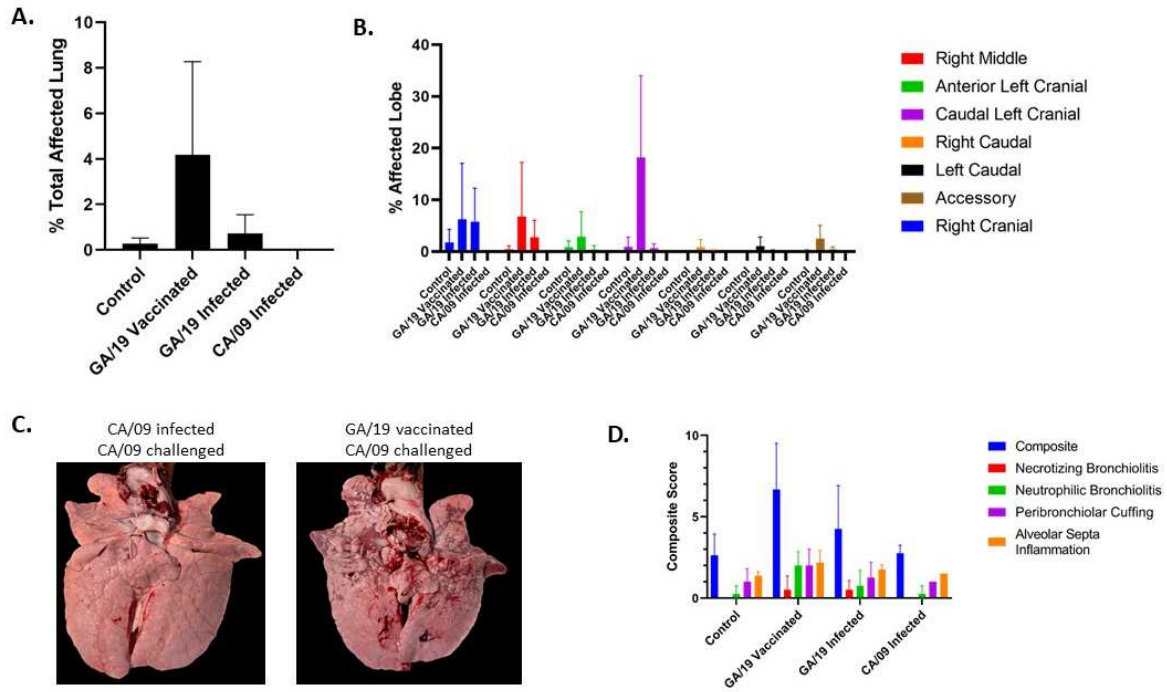 A.
10
8
6
4
2
0
% Total Affected Lung
Control
GA/19 Vaccinated
GA/19 Infected
CA/09 Infected
B.
40
30
20
10
0
% Affected Lobe
Control
GA/19 Vaccinated
GA/19 Infected
CA/09 Infected
Control
GA/19 Vaccinated
GA/19 Infected
CA/09 Infected
Control
GA/19 Vaccinated
GA/19 Infected
CA/09 Infected
Control
GA/19 Vaccinated
GA/19 Infected
CA/09 Infected
Control
GA/19 Vaccinated
GA/19 Infected
CA/09 Infected
Control
GA/19 Vaccinated
GA/19 Infected
CA/09 Infected
Control
GA/19 Vaccinated
GA/19 Infected
CA/09 Infected
Right Middle
Anterior Left Cranial
Caudal Left Cranial
Right Caudal
Left Caudal
Accessory
Right Cranial
C.
CA/09 infected
CA/09 challenged
GA/19 vaccinated
CA/09 challenged
D.
10
5
0
Composite Score
Control
GA/19 Vaccinated
GA/19 Infected
CA/09 Infected
Composite
Necrotizing Bronchiolitis
Neutrophilic Bronchiolitis
Peribronchiolar Cuffing
Alveolar Septa
Inflammation